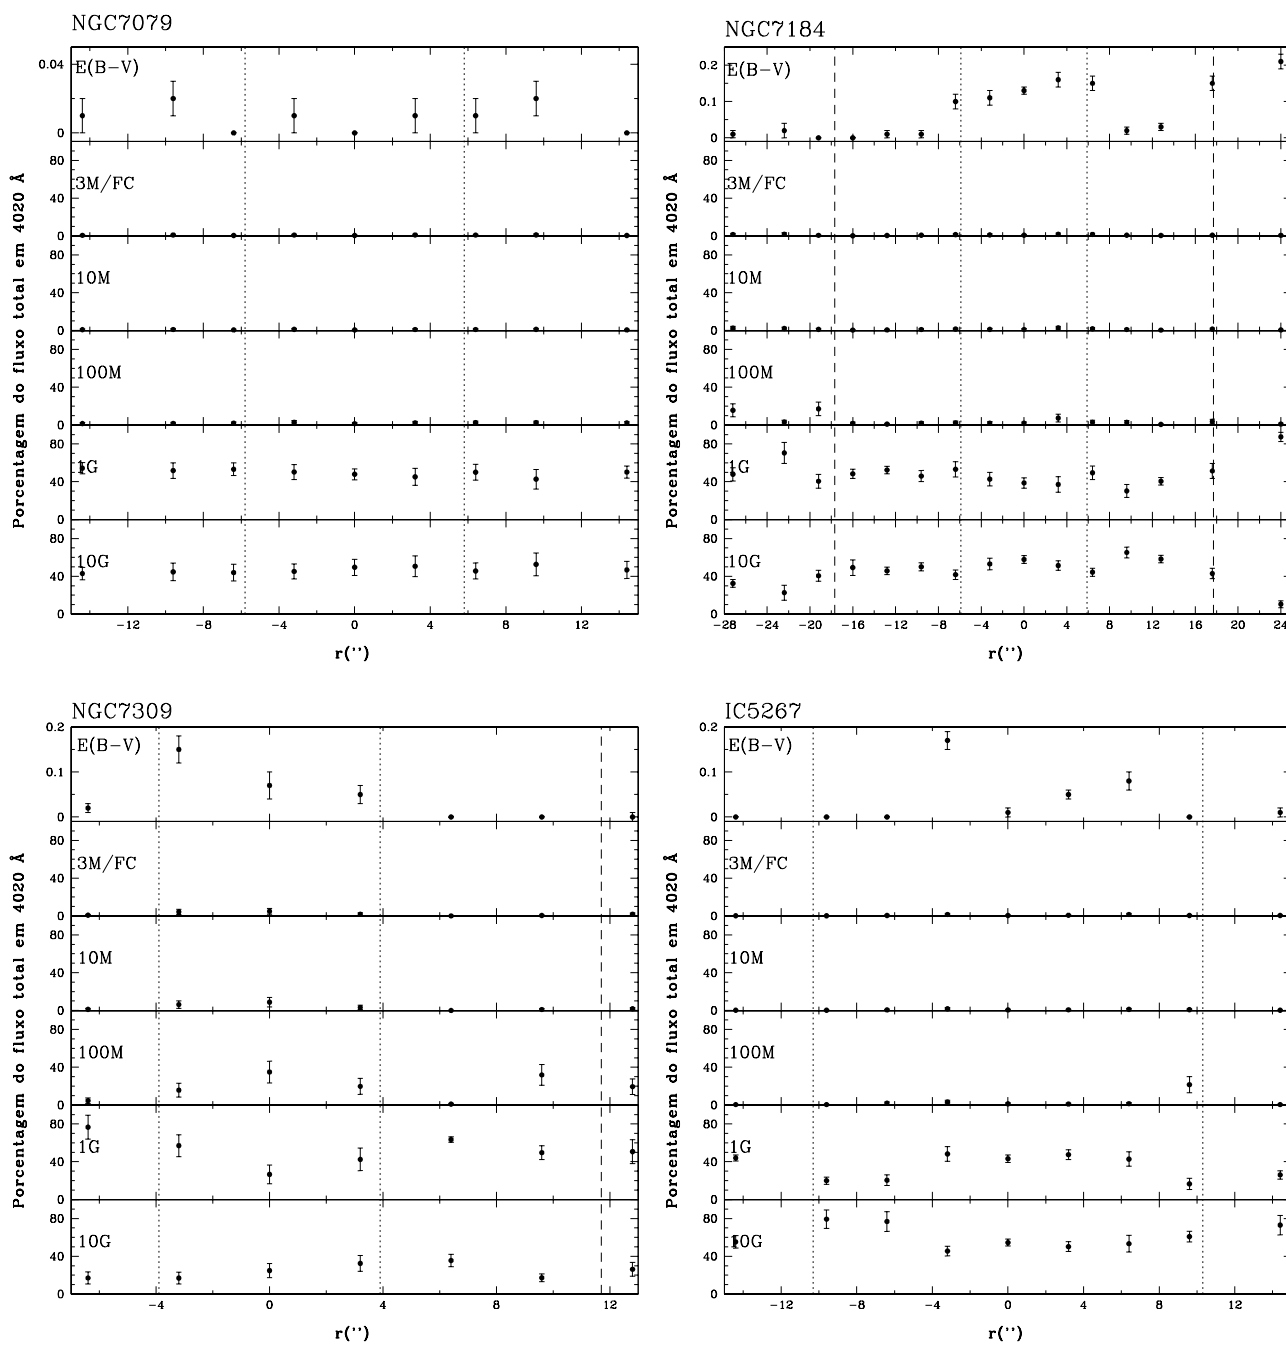 NGC7079
E(B-V)
0.04
0
3M/FC
80
40
0
10M
80
40
0
100M
80
40
0
1G
80
40
0
10G
80
40
0
-12 -8 -4 0 4 8 12
r(")
Porcentagem do fluxo total em 4020 Å
NGC7184
E(B-V)
0.2
0.1
0
3M/FC
80
40
0
10M
80
40
0
100M
80
40
0
1G
80
40
0
10G
80
40
0
-28 -24 -20 -16 -12 -8 -4 0 4 8 12 16 20 24
r(")
Porcentagem do fluxo total em 4020 Å
NGC7309
E(B-V)
0.2
0.1
0
3M/FC
80
40
0
10M
80
40
0
100M
80
40
0
1G
80
40
0
10G
80
40
0
-4 0 4 8 12
r(")
Porcentagem do fluxo total em 4020 Å
IC5267
E(B-V)
0.2
0.1
0
3M/FC
80
40
0
10M
80
40
0
100M
80
40
0
1G
80
40
0
10G
80
40
0
-12 -8 -4 0 4 8 12
r(")
Porcentagem do fluxo total em 4020 Å